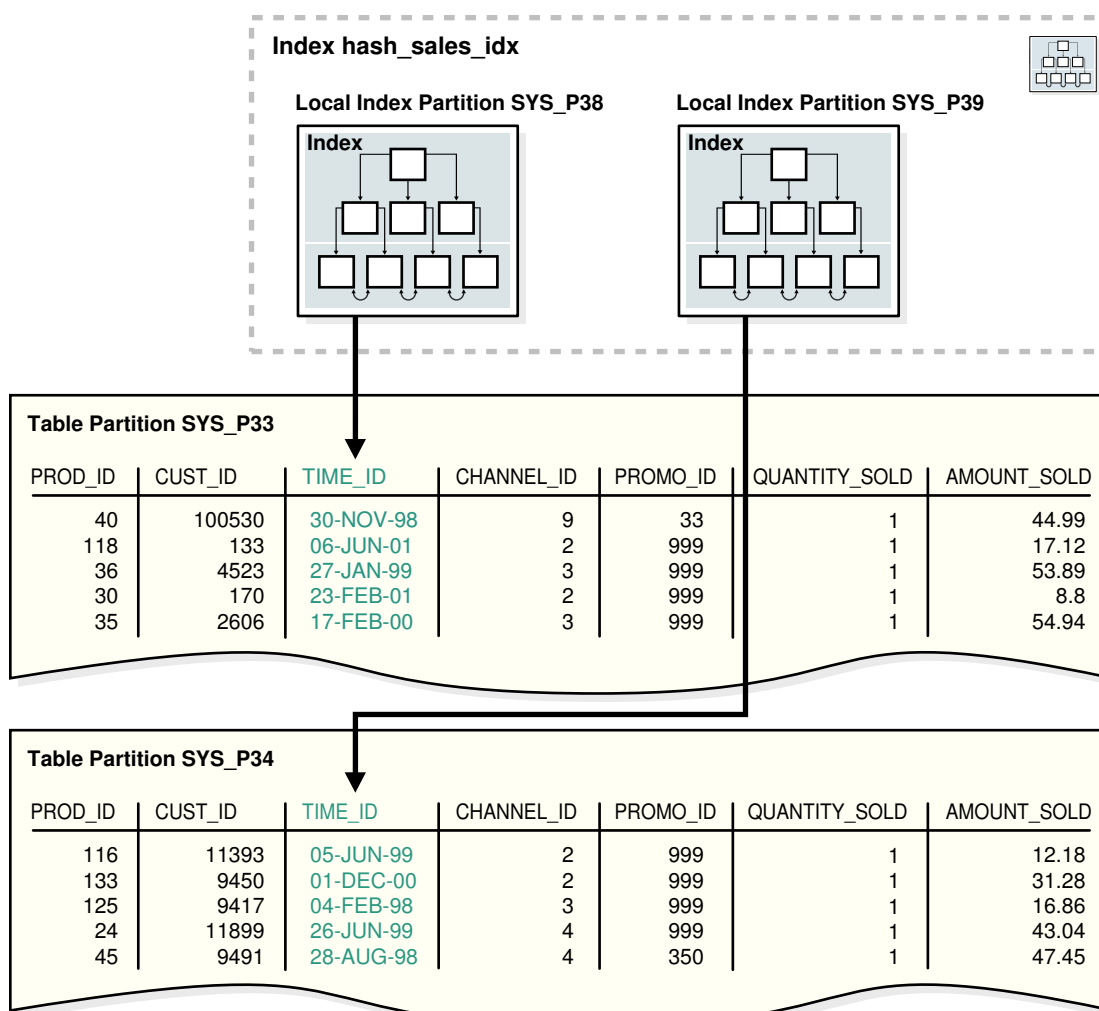 Index hash_sales_idx
Local Index Partition SYS_P38 Local Index Partition SYS_P39
Index Index
Table Partition SYS_P33
PROD_ID CUST_ID TIME_ID CHANNEL_ID PROMO_ID QUANTITY_SOLD AMOUNT_SOLD
40 100530 30-NOV-98 9 33 1 44.99
118 133 06-JUN-01 2 999 1 17.12
36 4523 27-JAN-99 3 999 1 53.89
30 170 23-FEB-01 2 999 1 8.8
35 2606 17-FEB-00 3 999 1 54.94
Table Partition SYS_P34
PROD_ID CUST_ID TIME_ID CHANNEL_ID PROMO_ID QUANTITY_SOLD AMOUNT_SOLD
116 11393 05-JUN-99 2 999 1 12.18
133 9450 01-DEC-00 2 999 1 31.28
125 9417 04-FEB-98 3 999 1 16.86
24 11899 26-JUN-99 4 999 1 43.04
45 9491 28-AUG-98 4 350 1 47.45